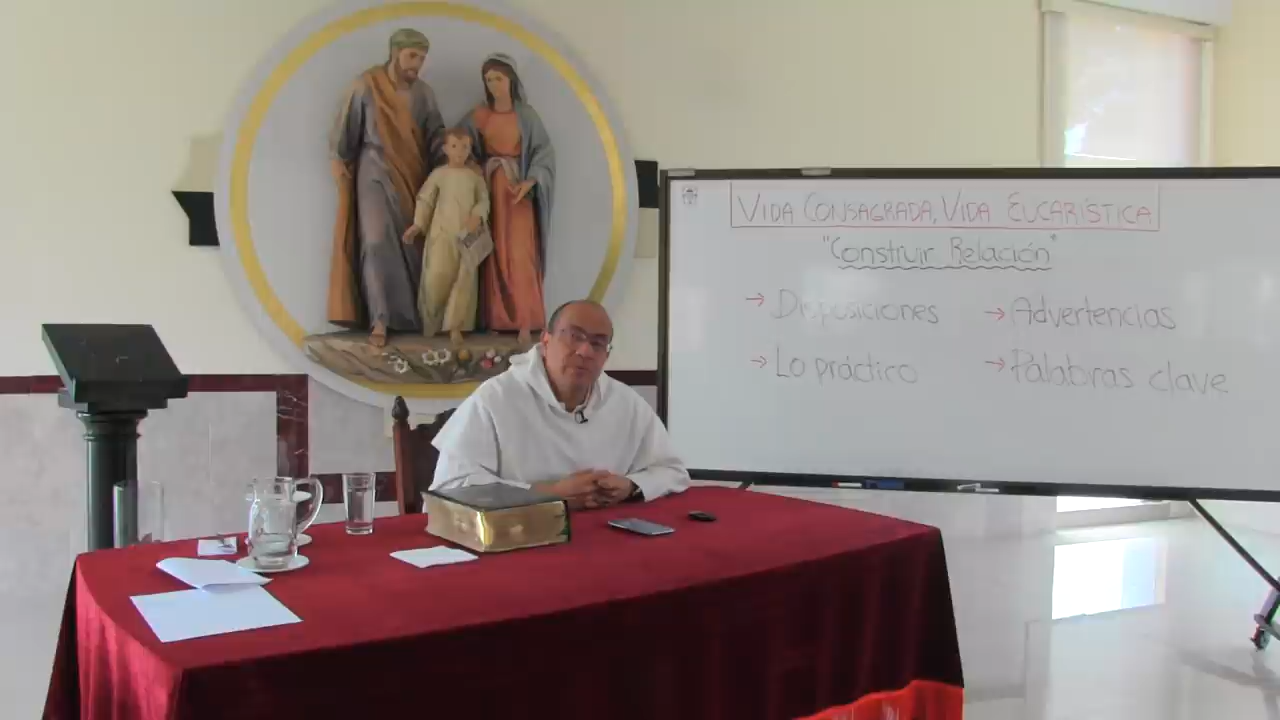 VIDA CONSAGRADA, VIDA EUCARÍSTICA
"Construir Relación"
→ Disposiciones → Advertencias
→ Lo práctico → Palabras clave